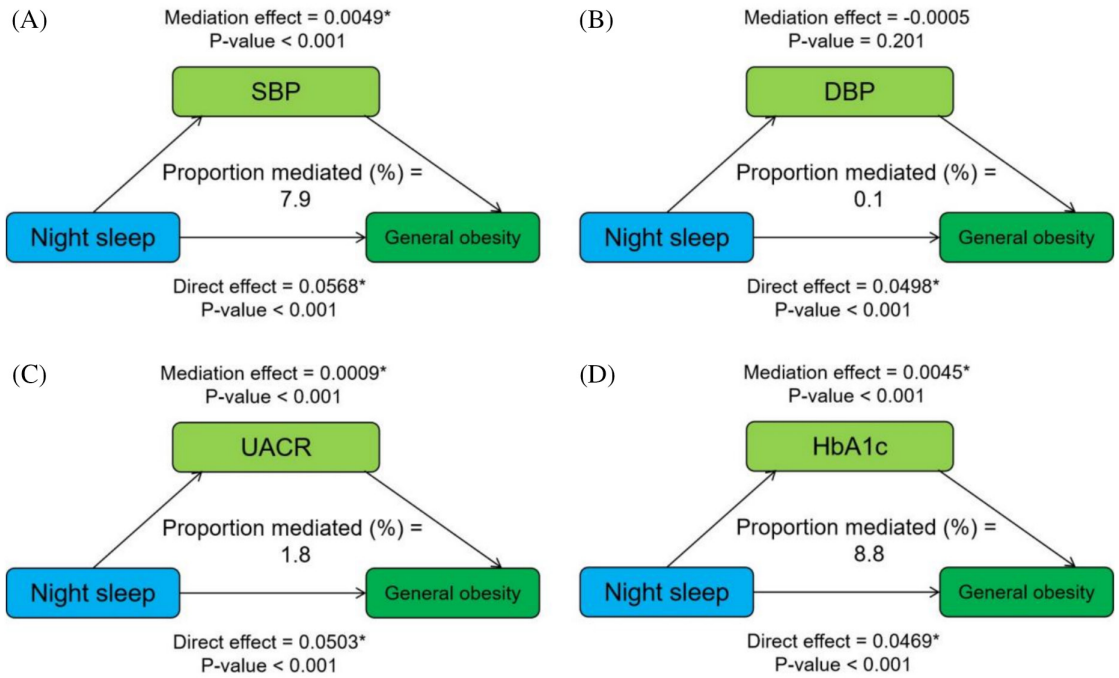 (A)
Mediation effect = 0.0049*
P-value < 0.001
SBP
Proportion mediated (%) =
7.9
Night sleep
General obesity
Direct effect = 0.0568*
P-value < 0.001
(B)
Mediation effect = -0.0005
P-value = 0.201
DBP
Proportion mediated (%) =
0.1
Night sleep
General obesity
Direct effect = 0.0498*
P-value < 0.001
(C)
Mediation effect = 0.0009*
P-value < 0.001
UACR
Proportion mediated (%) =
1.8
Night sleep
General obesity
Direct effect = 0.0503*
P-value < 0.001
(D)
Mediation effect = 0.0045*
P-value < 0.001
HbA1c
Proportion mediated (%) =
8.8
Night sleep
General obesity
Direct effect = 0.0469*
P-value < 0.001